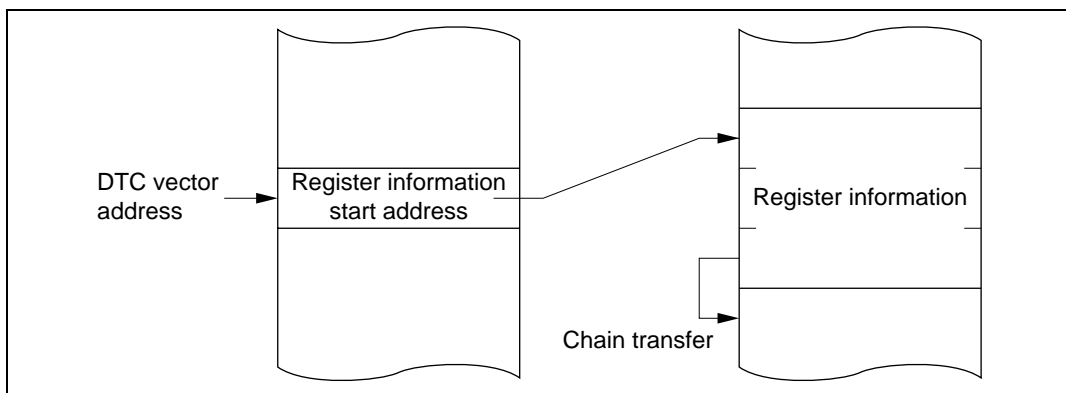 DTC vector
address
Register information
start address
Register information
Chain transfer